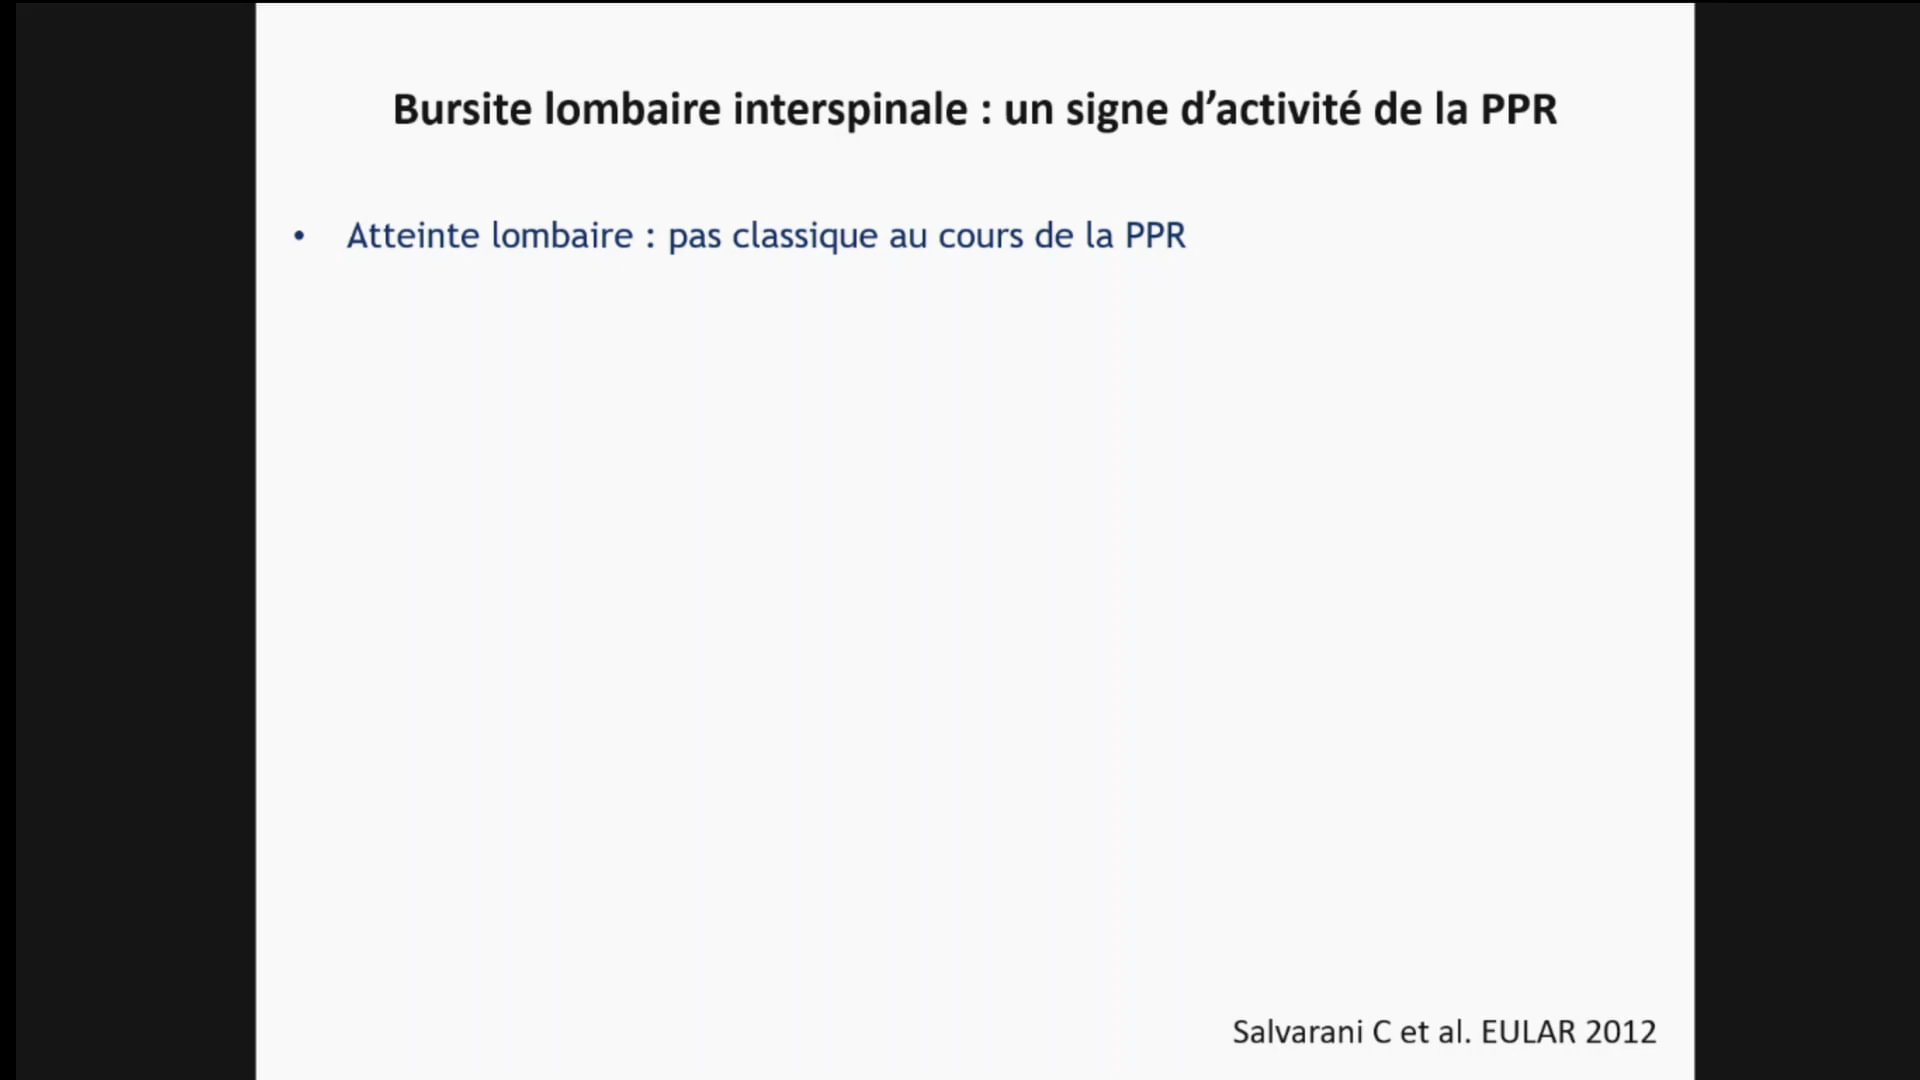 Bursite lombaire interspinale : un signe d’activité de la PPR
• Atteinte lombaire : pas classique au cours de la PPR
Salvarani C et al. EULAR 2012